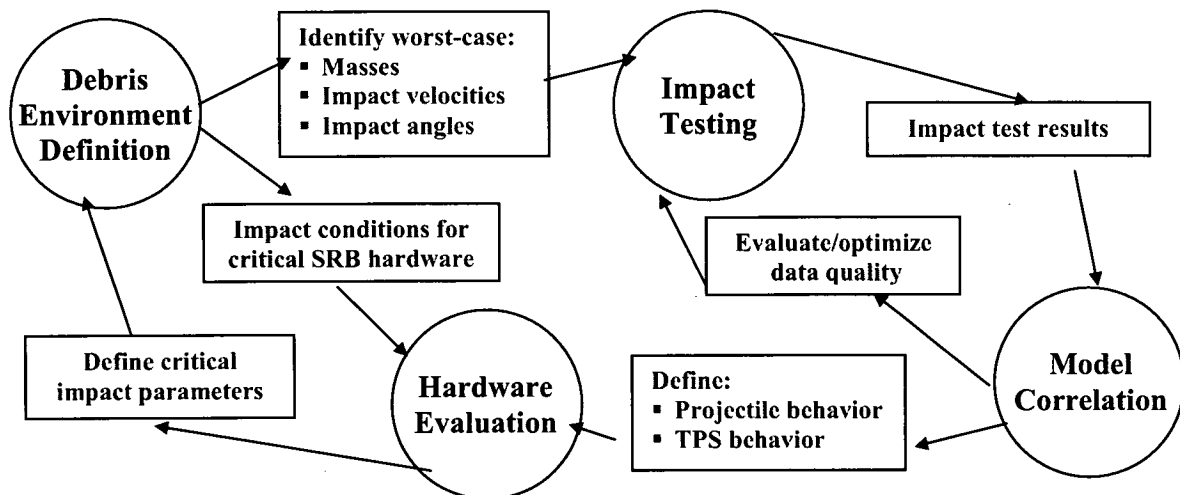 Debris
Environment
Definition
Identify worst-case:
▪ Masses
▪ Impact velocities
▪ Impact angles
Impact
Testing
Impact test results
Impact conditions for
critical SRB hardware
Evaluate/optimize
data quality
Define critical
impact parameters
Hardware
Evaluation
Define:
▪ Projectile behavior
▪ TPS behavior
Model
Correlation